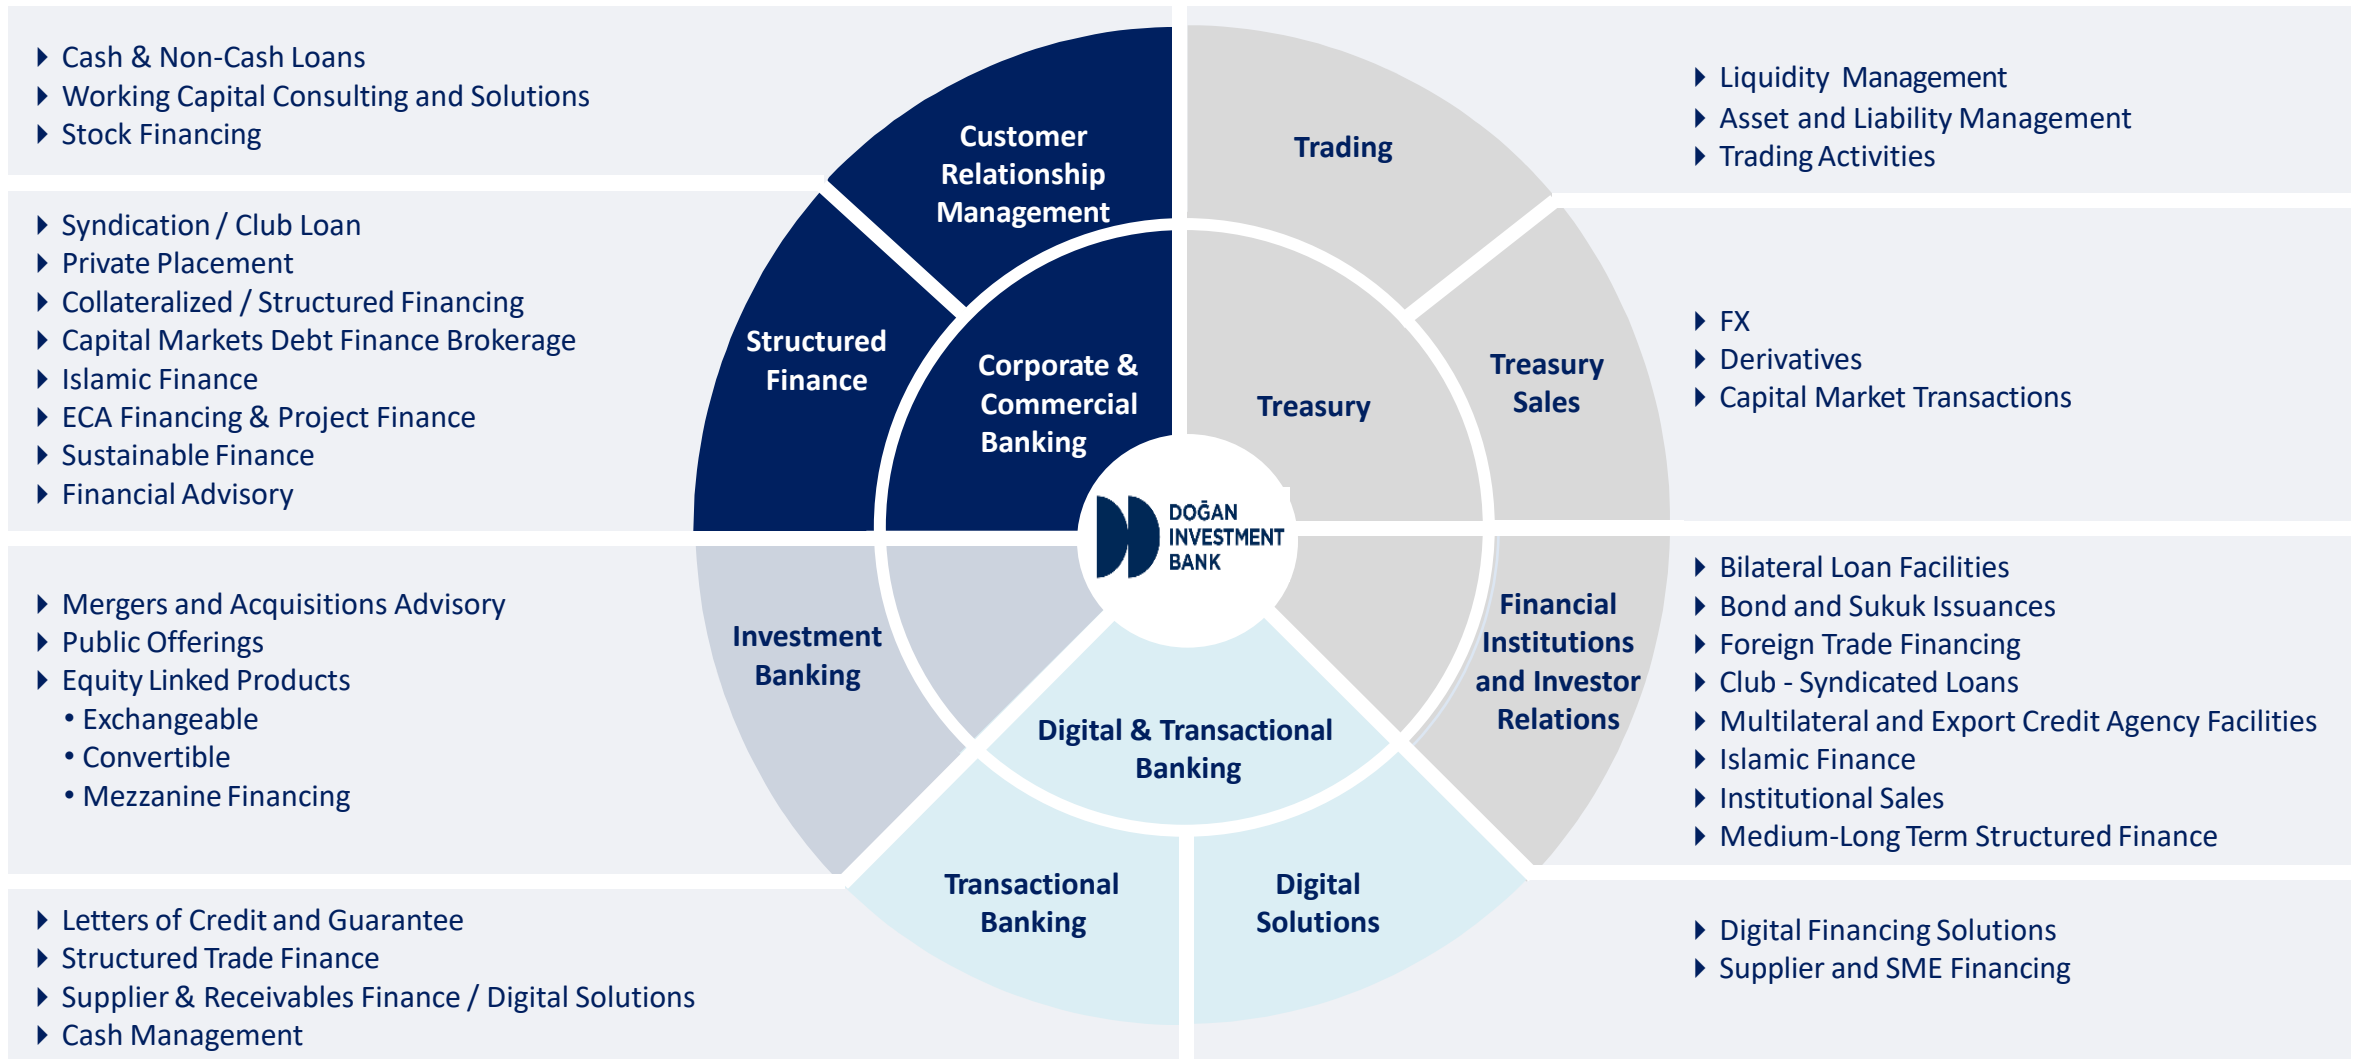 Cash & Non-Cash Loans
Working Capital Consulting and Solutions
Stock Financing
Syndication / Club Loan
Private Placement
Collateralized / Structured Financing
Capital Markets Debt Finance Brokerage
Islamic Finance
ECA Financing & Project Finance
Sustainable Finance
Financial Advisory
Mergers and Acquisitions Advisory
Public Offerings
Equity Linked Products
• Exchangeable
• Convertible
• Mezzanine Financing
Letters of Credit and Guarantee
Structured Trade Finance
Supplier & Receivables Finance / Digital Solutions
Cash Management
Customer
Relationship
Management
Structured
Finance
Corporate &
Commercial
Banking
Investment
Banking
Transactional
Banking
Digital & Transactional
Banking
DOĞAN
INVESTMENT
BANK
Trading
Treasury
Treasury
Sales
Financial
Institutions
and Investor
Relations
Digital
Solutions
Liquidity Management
Asset and Liability Management
Trading Activities
FX
Derivatives
Capital Market Transactions
Bilateral Loan Facilities
Bond and Sukuk Issuances
Foreign Trade Financing
Club - Syndicated Loans
Multilateral and Export Credit Agency Facilities
Islamic Finance
Institutional Sales
Medium-Long Term Structured Finance
Digital Financing Solutions
Supplier and SME Financing